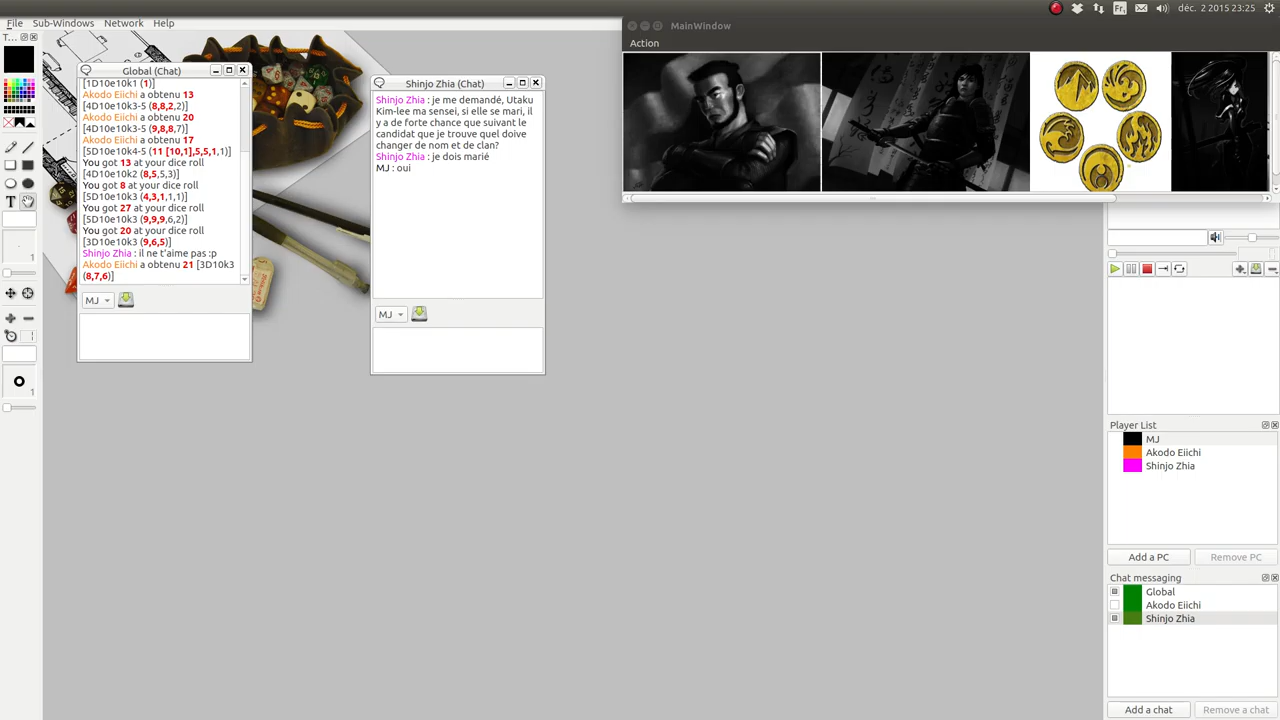 Fr,
déc. 2 2015 23:25
File Sub-Windows Network Help
MainWindow
Action
T...
Global (Chat)
[1D10e10k1 (1)]
Akodo Eiichi a obtenu 13
[4D10e10k3-5 (8,8,2,2)]
Akodo Eiichi a obtenu 20
[4D10e10k3-5 (9,8,8,7)]
Akodo Eiichi a obtenu 17
[5D10e10k4-5 (11 [10,1],5,5,1,1)]
You got 13 at your dice roll
[4D10e10k2 (8,5,5,3)]
You got 8 at your dice roll
[5D10e10k3 (4,3,1,1,1)]
You got 27 at your dice roll
[5D10e10k3 (9,9,9,6,2)]
You got 20 at your dice roll
[3D10e10k3 (9,6,5)]
Shinjo Zhia : il ne t'aime pas :p
Akodo Eiichi a obtenu 21 [3D10k3
(8,7,6)]
MJ
Shinjo Zhia (Chat)
Shinjo Zhia : je me demandé, Utaku
Kim-lee ma sensei, si elle se mari, il
y a de forte chance que suivant le
candidat que je trouve quel doive
changer de nom et de clan?
Shinjo Zhia : je dois marié
MJ : oui
MJ
T
1
1
1
Player List
MJ
Akodo Eiichi
Shinjo Zhia
Add a PC
Remove PC
Chat messaging
Global
Akodo Eiichi
Shinjo Zhia
Add a chat
Remove a chat